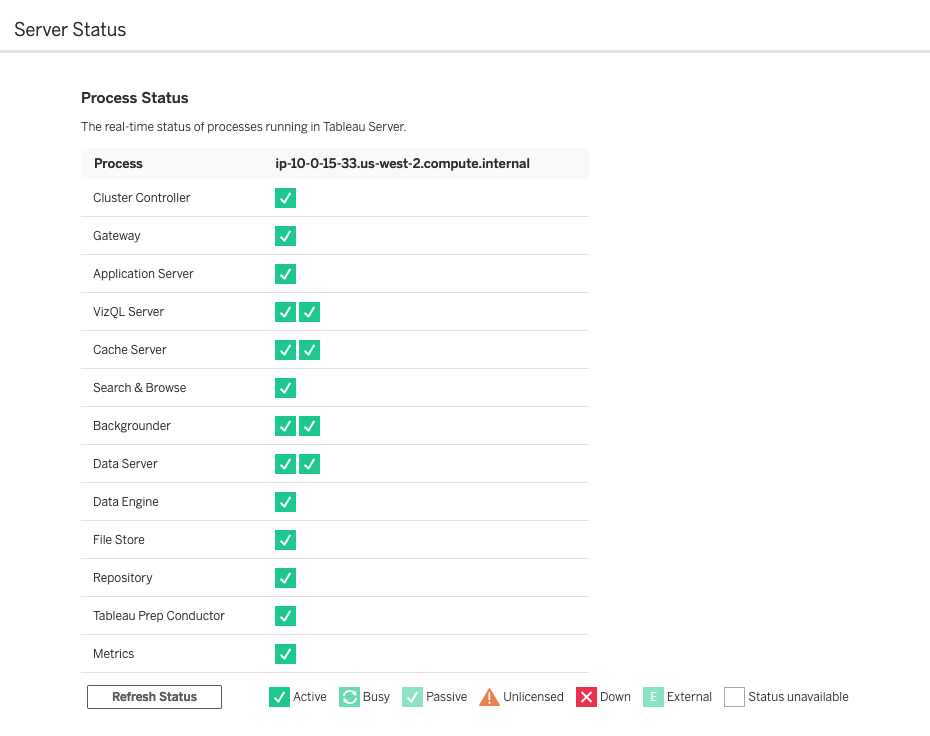 Server Status
Process Status
The real-time status of processes running in Tableau Server.
Process ip-10-0-15-33.us-west-2.compute.internal
Cluster Controller
Gateway
Application Server
VizQL Server
Cache Server
Search & Browse
Backgrounder
Data Server
Data Engine
File Store
Repository
Tableau Prep Conductor
Metrics
Refresh Status Active Busy Passive Unlicensed Down E External Status unavailable